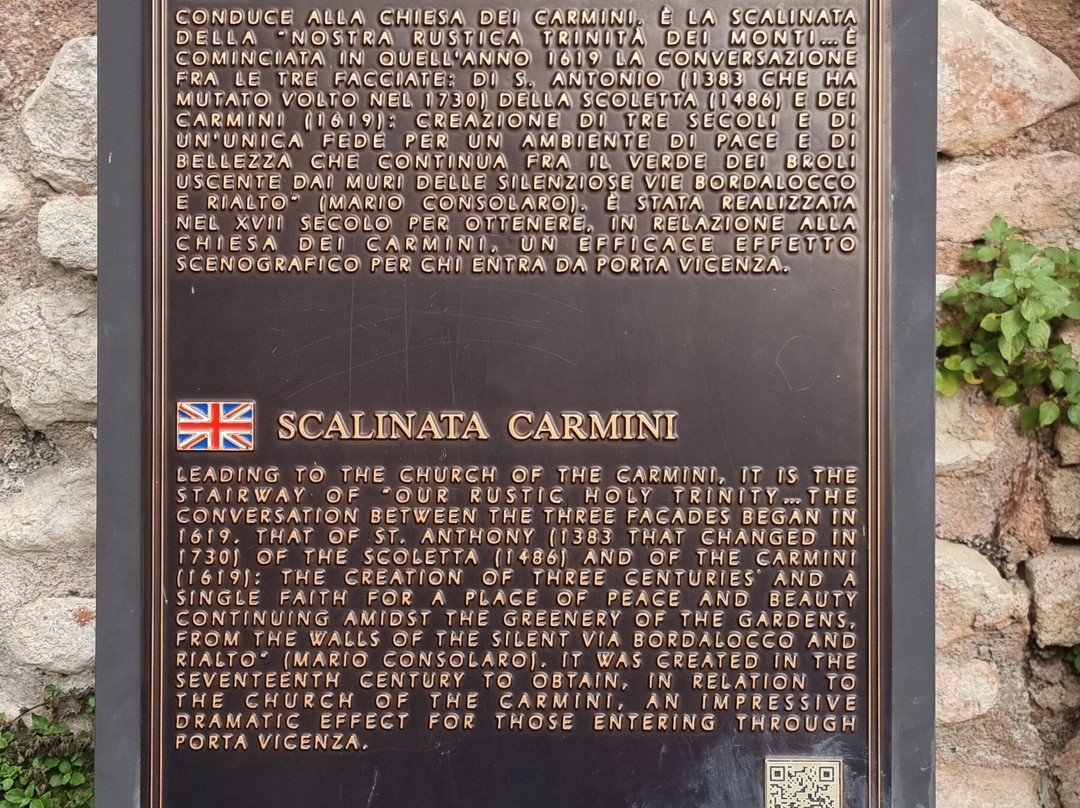 CONDUCE ALLA CHIESA DEI CARMINI. È LA SCALINATA
DELLA "NOSTRA RUSTICA TRINITÀ DEI MONTI...È
COMINCIATA IN QUELL'ANNO 1619 LA CONVERSAZIONE
FRA LE TRE FACCIATE: DI S. ANTONIO (1383 CHE HA
MUTATO VOLTO NEL 1730) DELLA SCOLETTA (1486) E DEI
CARMINI (1619): CREAZIONE DI TRE SECOLI E DI
UN'UNICA FEDE PER UN AMBIENTE DI PACE E DI
BELLEZZA CHE CONTINUA FRA IL VERDE DEI BROLI
USCENTE DAI MURI DELLE SILENZIOSE VIE BORDALOCCO
E RIALTO" (MARIO CONSOLARO). È STATA REALIZZATA
NEL XVII SECOLO PER OTTENERE, IN RELAZIONE ALLA
CHIESA DEI CARMINI, UN EFFICACE EFFETTO
SCENOGRAFICO PER CHI ENTRA DA PORTA VICENZA.
SCALINATA CARMINI
LEADING TO THE CHURCH OF THE CARMINI, IT IS THE
STAIRWAY OF "OUR RUSTIC HOLY TRINITY...THE
CONVERSATION BETWEEN THE THREE FACADES BEGAN IN
1619. THAT OF ST. ANTHONY (1383 THAT CHANGED IN
1730) OF THE SCOLETTA (1486) AND OF THE CARMINI
(1619): THE CREATION OF THREE CENTURIES AND A
SINGLE FAITH FOR A PLACE OF PEACE AND BEAUTY
CONTINUING AMIDST THE GREENERY OF THE GARDENS,
FROM THE WALLS OF THE SILENT VIA BORDALOCCO AND
RIALTO" (MARIO CONSOLARO). IT WAS CREATED IN THE
SEVENTEENTH CENTURY TO OBTAIN, IN RELATION TO
THE CHURCH OF THE CARMINI, AN IMPRESSIVE
DRAMATIC EFFECT FOR THOSE ENTERING THROUGH
PORTA VICENZA.